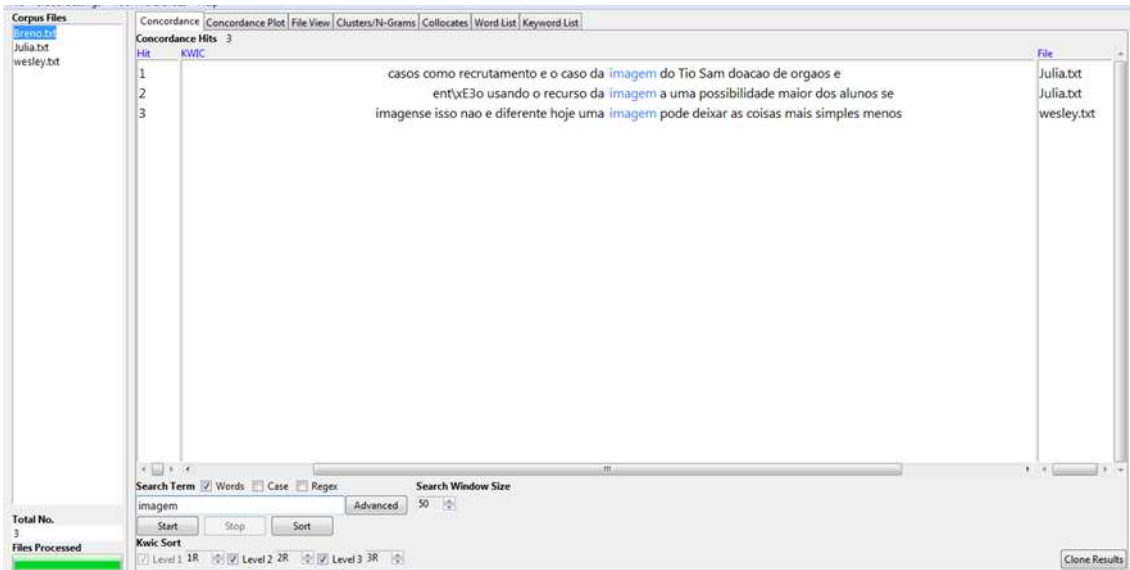 Corpus Files
Breno.txt
Julia.txt
wesley.txt
Concordance Concordance Plot File View Clusters/N-Grams Collocates Word List Keyword List
Concordance Hits 3
Hit KWIC File
1 casos como recrutamento e o caso da imagem do Tio Sam doacao de orgaos e Julia.txt
2 ent\xE3o usando o recurso da imagem a uma possibilidade maior dos alunos se Julia.txt
3 imagense isso nao e diferente hoje uma imagem pode deixar as coisas mais simples menos wesley.txt
Search Term Words Case Regex Search Window Size
imagem Advanced 50
Start Stop Sort
Total No.
3
Files Processed
Kwic Sort
Level 1 1R Level 2 2R Level 3 3R Clone Results